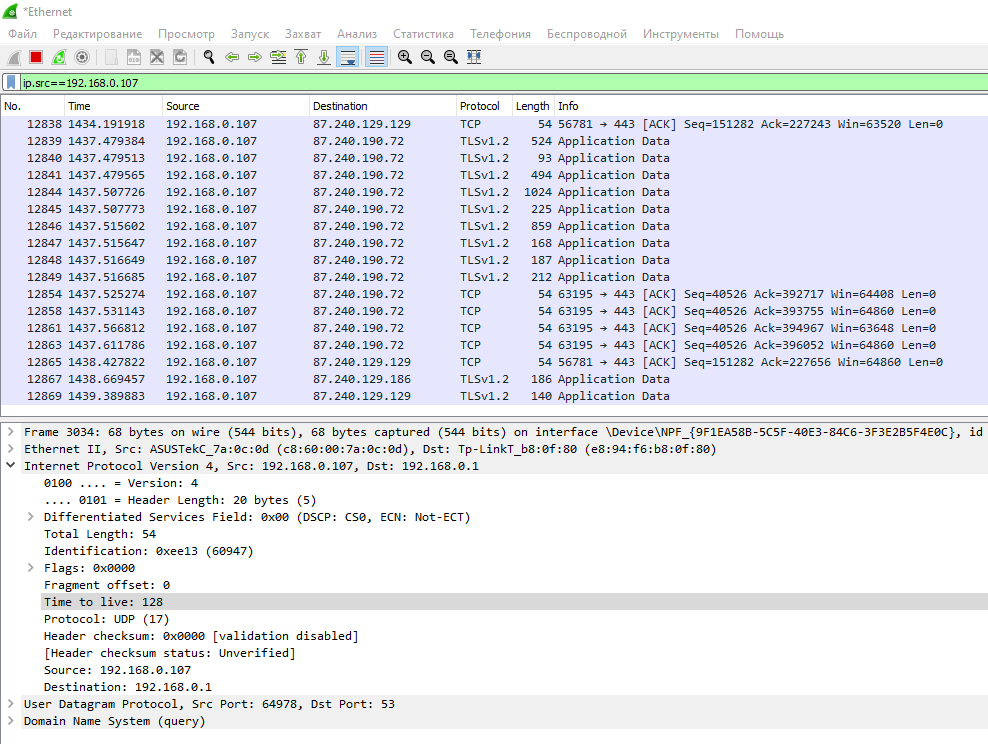 *Ethernet
Файл Редактирование Просмотр Запуск Захват Анализ Статистика Телефония Беспроводной Инструменты Помощь
ip.src==192.168.0.107
No. Time Source Destination Protocol Length Info
12838 1434.191918 192.168.0.107 87.240.129.129 TCP 54 56781 → 443 [ACK] Seq=151282 Ack=227243 Win=63520 Len=0
12839 1437.479384 192.168.0.107 87.240.190.72 TLSv1.2 524 Application Data
12840 1437.479513 192.168.0.107 87.240.190.72 TLSv1.2 93 Application Data
12841 1437.479565 192.168.0.107 87.240.190.72 TLSv1.2 494 Application Data
12844 1437.507726 192.168.0.107 87.240.190.72 TLSv1.2 1024 Application Data
12845 1437.507773 192.168.0.107 87.240.190.72 TLSv1.2 225 Application Data
12846 1437.515602 192.168.0.107 87.240.190.72 TLSv1.2 859 Application Data
12847 1437.515647 192.168.0.107 87.240.190.72 TLSv1.2 168 Application Data
12848 1437.516649 192.168.0.107 87.240.190.72 TLSv1.2 187 Application Data
12849 1437.516685 192.168.0.107 87.240.190.72 TLSv1.2 212 Application Data
12854 1437.525274 192.168.0.107 87.240.190.72 TCP 54 63195 → 443 [ACK] Seq=40526 Ack=392717 Win=64408 Len=0
12858 1437.531143 192.168.0.107 87.240.190.72 TCP 54 63195 → 443 [ACK] Seq=40526 Ack=393755 Win=64860 Len=0
12861 1437.566812 192.168.0.107 87.240.190.72 TCP 54 63195 → 443 [ACK] Seq=40526 Ack=394967 Win=63648 Len=0
12863 1437.611786 192.168.0.107 87.240.190.72 TCP 54 63195 → 443 [ACK] Seq=40526 Ack=396052 Win=64860 Len=0
12865 1438.427822 192.168.0.107 87.240.129.129 TCP 54 56781 → 443 [ACK] Seq=151282 Ack=227656 Win=64860 Len=0
12867 1438.669457 192.168.0.107 87.240.129.186 TLSv1.2 186 Application Data
12869 1439.389883 192.168.0.107 87.240.129.129 TLSv1.2 140 Application Data
Frame 3034: 68 bytes on wire (544 bits), 68 bytes captured (544 bits) on interface \Device\NPF_{9F1EA58B-5C5F-40E3-84C6-3F3E2B5F4E0C}, id
Ethernet II, Src: ASUSTekC_7a:0c:0d (c8:60:00:7a:0c:0d), Dst: Tp-LinkT_b8:0f:80 (e8:94:f6:b8:0f:80)
Internet Protocol Version 4, Src: 192.168.0.107, Dst: 192.168.0.1
0100 .... = Version: 4
.... 0101 = Header Length: 20 bytes (5)
Differentiated Services Field: 0x00 (DSCP: CS0, ECN: Not-ECT)
Total Length: 54
Identification: 0xee13 (60947)
Flags: 0x0000
Fragment offset: 0
Time to live: 128
Protocol: UDP (17)
Header checksum: 0x0000 [validation disabled]
[Header checksum status: Unverified]
Source: 192.168.0.107
Destination: 192.168.0.1
User Datagram Protocol, Src Port: 64978, Dst Port: 53
Domain Name System (query)